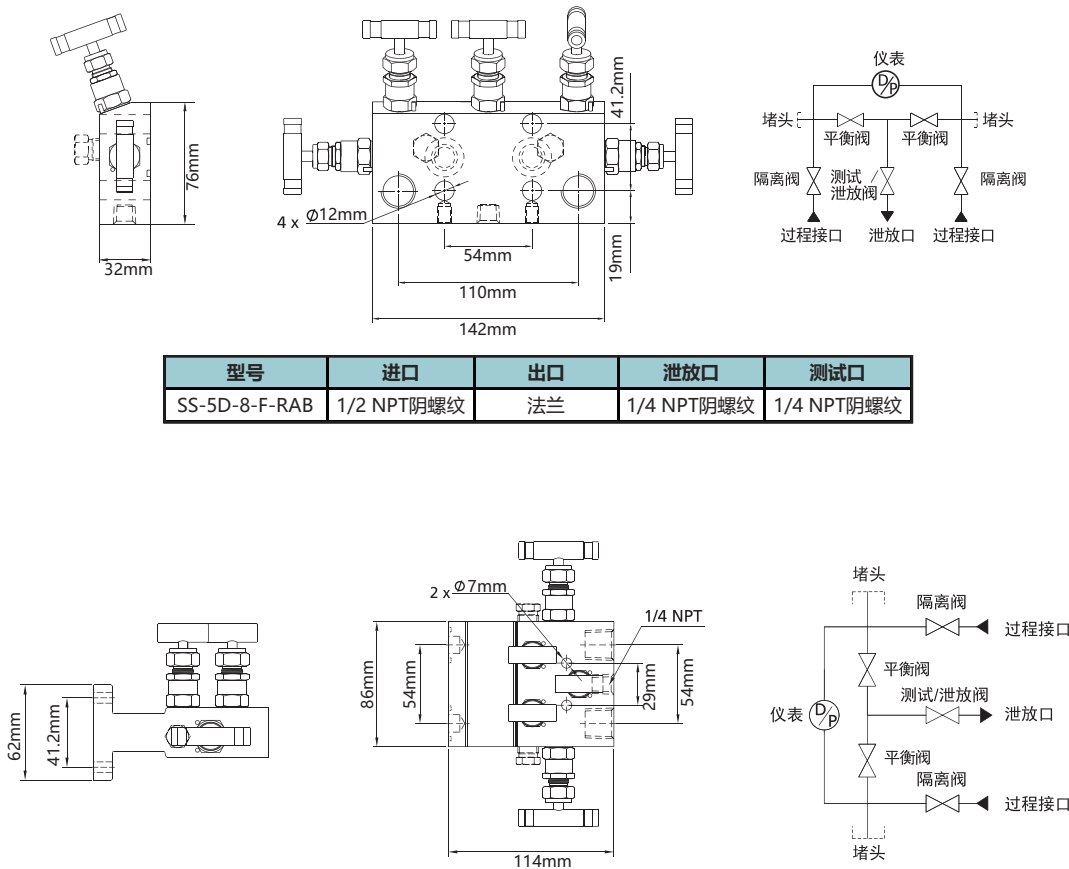 76mm
32mm
4 x Ø12mm
54mm
110mm
142mm
41.2mm
19mm
仪表
D/P
堵头
堵头
平衡阀
平衡阀
隔离阀
测试
泄放阀
隔离阀
过程接口
泄放口
过程接口
型号 进口 出口 泄放口 测试口
SS-5D-8-F-RAB 1/2 NPT阴螺纹 法兰 1/4 NPT阴螺纹 1/4 NPT阴螺纹
62mm
41.2mm
2 x Ø7mm
1/4 NPT
86mm
54mm
29mm
54mm
114mm
堵头
隔离阀
过程接口
平衡阀
测试/泄放阀
仪表
D/P
泄放口
平衡阀
隔离阀
过程接口
堵头